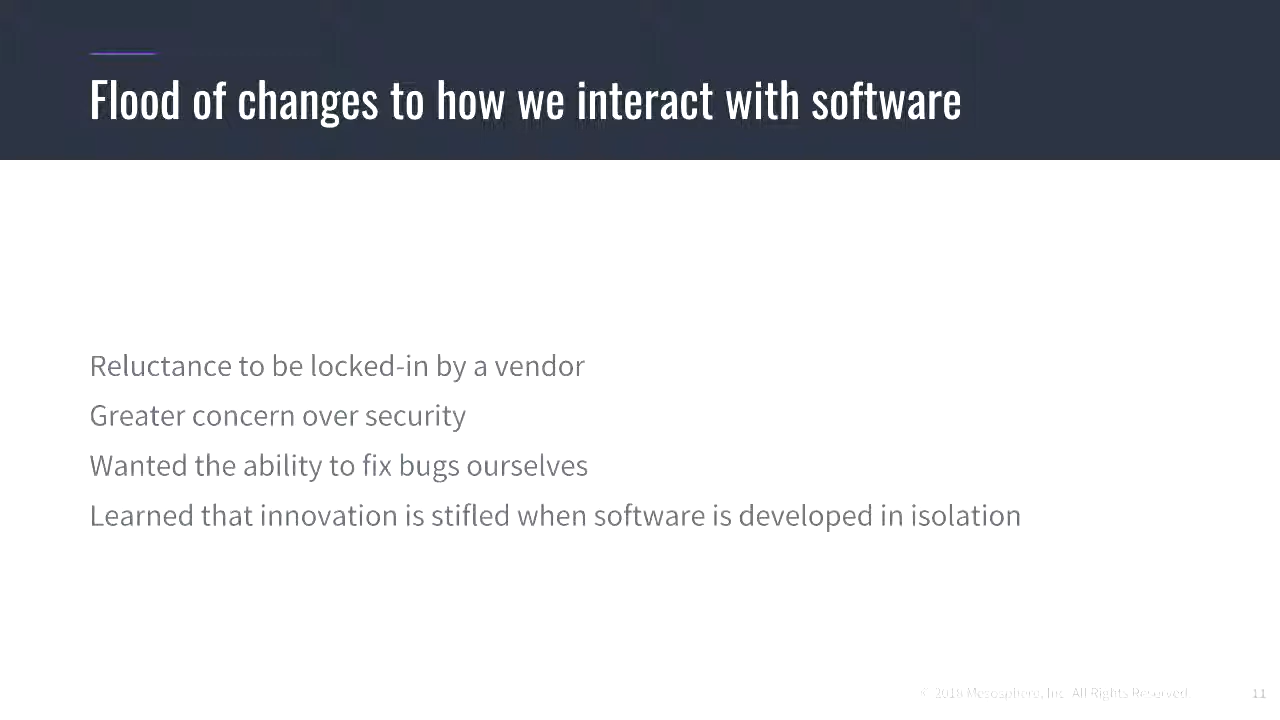 Flood of changes to how we interact with software
Reluctance to be locked-in by a vendor
Greater concern over security
Wanted the ability to fix bugs ourselves
Learned that innovation is stifled when software is developed in isolation
© 2018 Mesosphere, Inc. All Rights Reserved.
11